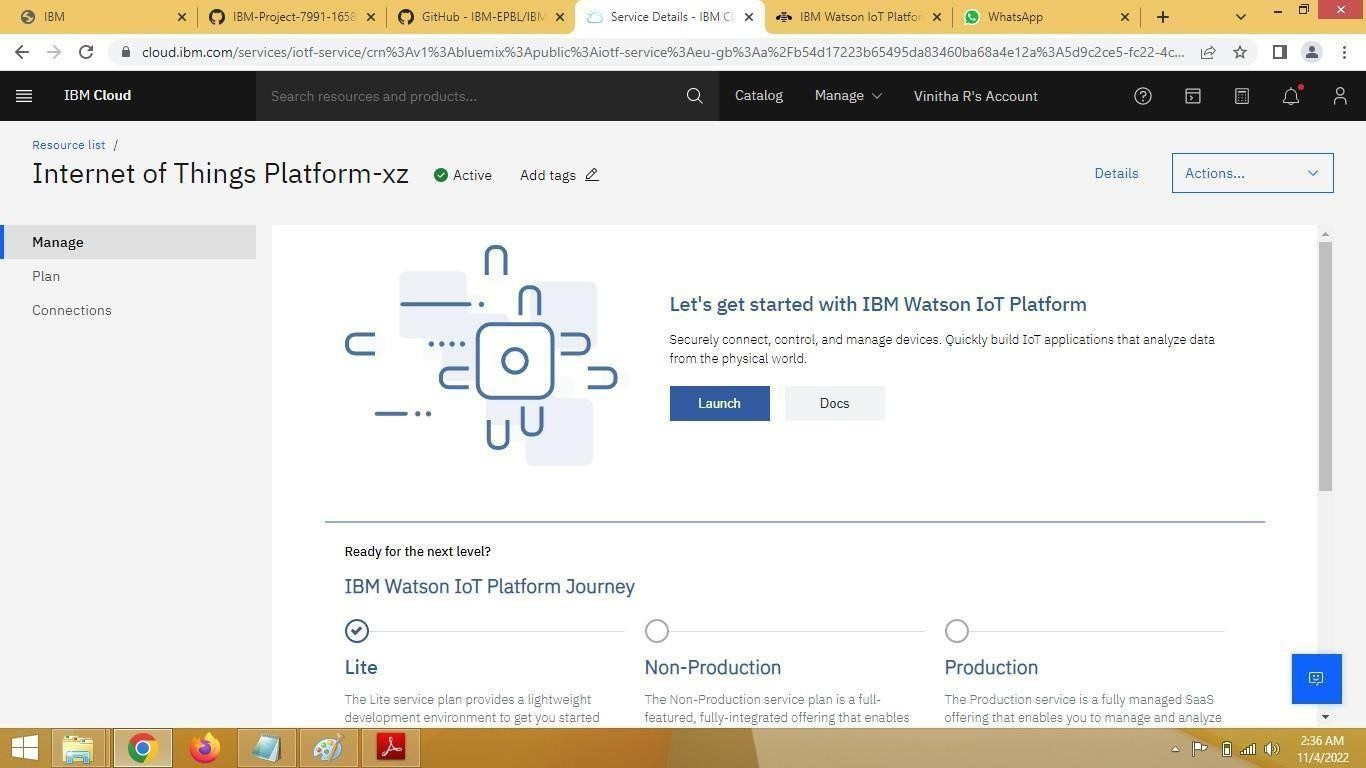 IBM
IBM-Project-7991-1658
GitHub - IBM-EPBL/IBM
Service Details - IBM Cl
IBM Watson IoT Platfor
WhatsApp
cloud.ibm.com/services/iotf-service/crn%3Av1%3Abluemix%3Apublic%3Aiotf-service%3Aeu-gb%3Aa%2Fb54d17223b65495da83460ba68a4e12a%3A5d9c2ce5-fc22-4c...
IBM Cloud
Search resources and products...
Catalog
Manage
Vinitha R's Account
Resource list /
Internet of Things Platform-xz
Active
Add tags
Details
Actions...
Manage
Plan
Connections
Let's get started with IBM Watson IoT Platform
Securely connect, control, and manage devices. Quickly build IoT applications that analyze data
from the physical world.
Launch
Docs
Ready for the next level?
IBM Watson IoT Platform Journey
Lite
Non-Production
Production
The Lite service plan provides a lightweight
development environment to get you started
The Non-Production service plan is a full-
featured, fully-integrated offering that enables
The Production service is a fully managed SaaS
offering that enables you to manage and analyze
2:36 AM
11/4/2022